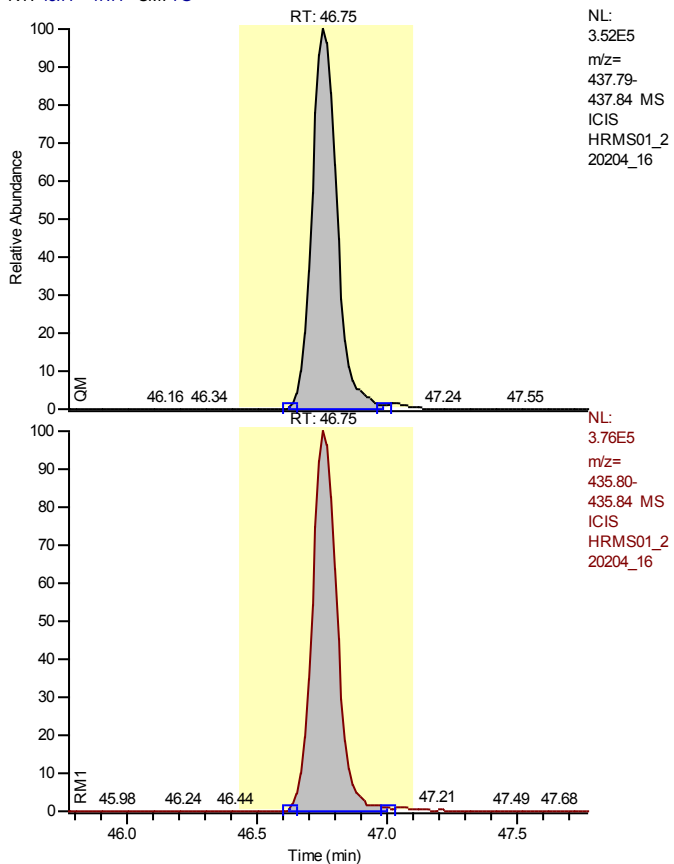 RT: 46.75
NL:
3.52E5
m/z=
437.79-
437.84 MS
ICIS
HRMS01_2
20204_16
100
90
80
70
60
50
40
30
20
10
0
Relative Abundance
QM
46.16 46.34 47.24 47.55
RT: 46.75
NL:
3.76E5
m/z=
435.80-
435.84 MS
ICIS
HRMS01_2
20204_16
100
90
80
70
60
50
40
30
20
10
0
RM1
45.98 46.24 46.44 47.21 47.49 47.68
46.0 46.5 47.0 47.5
Time (min)